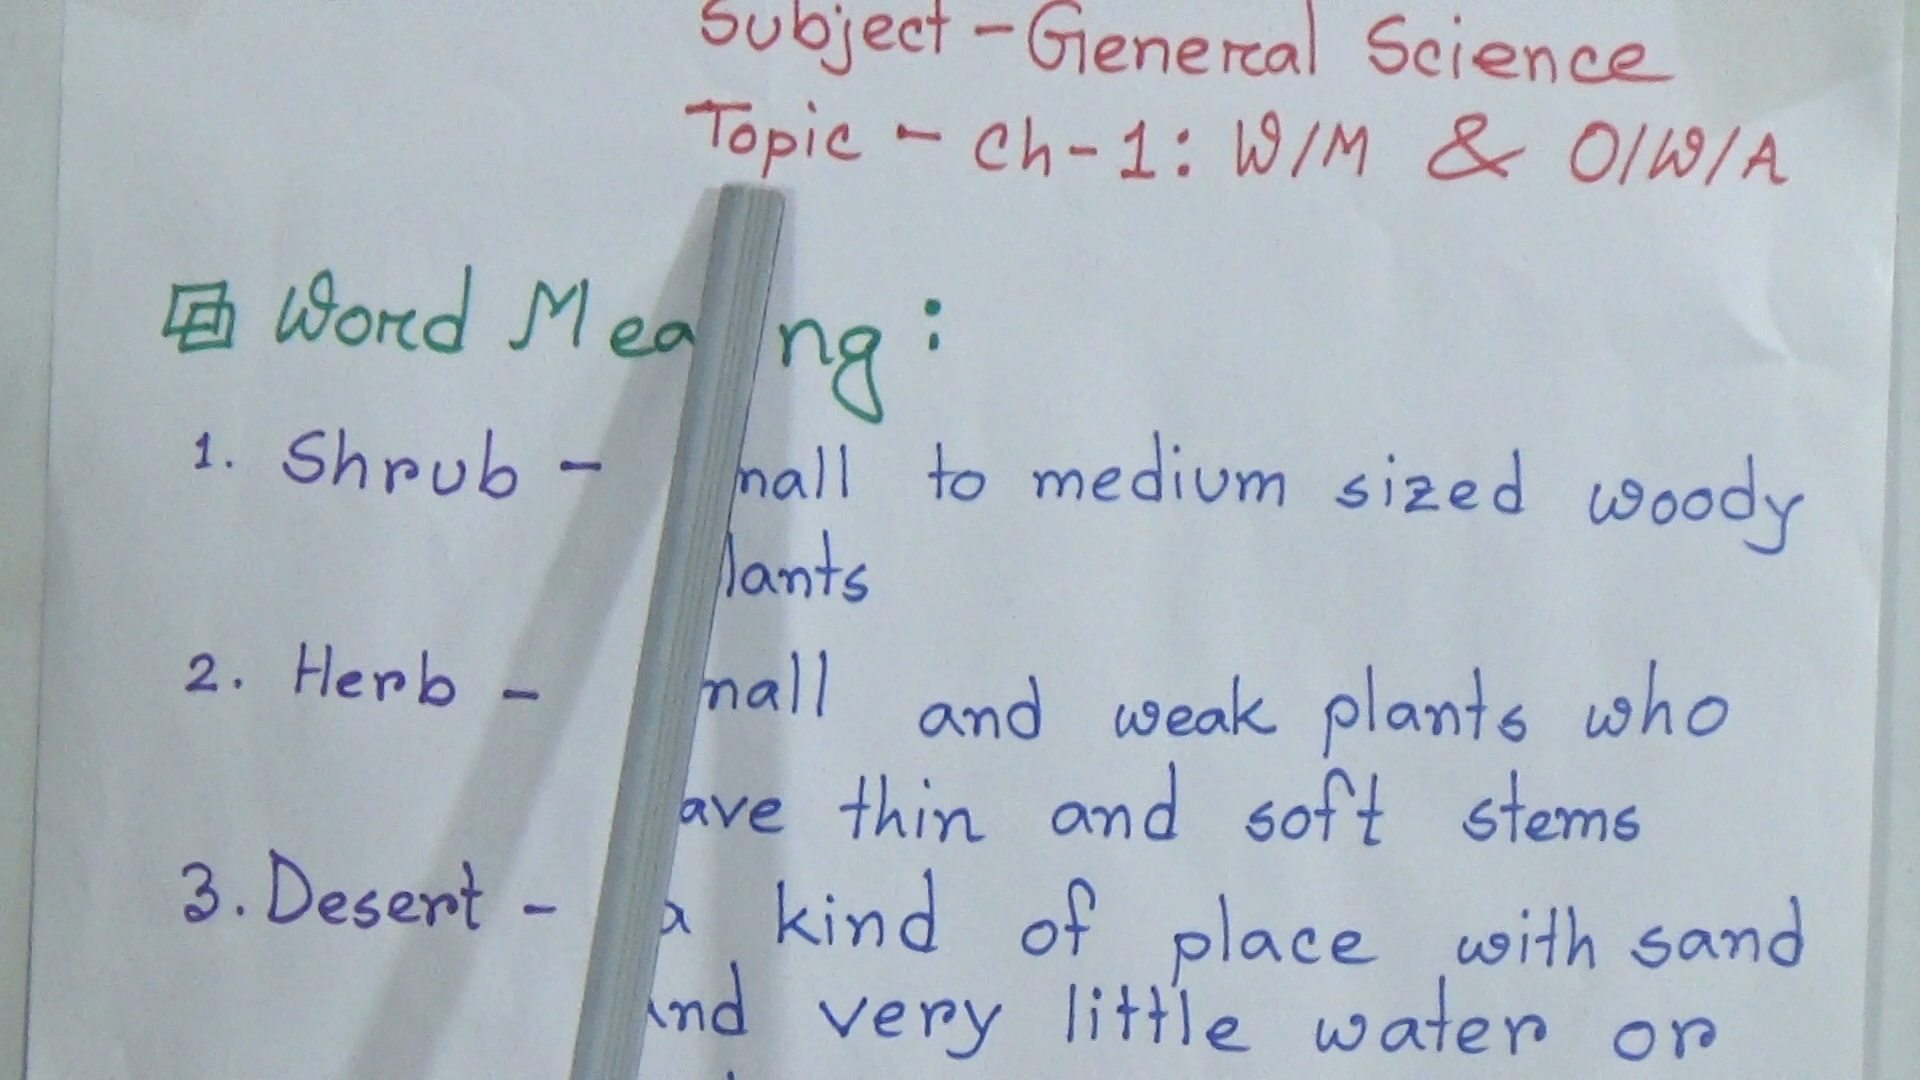 Subject - General Science
Topic - Ch-1: W/M & O/W/A
Word Mea ng:
1. Shrub - mall to medium sized woody
lants
2. Herb - mall and weak plants who
ave thin and soft stems
3. Desert - a kind of place with sand
and very little water or